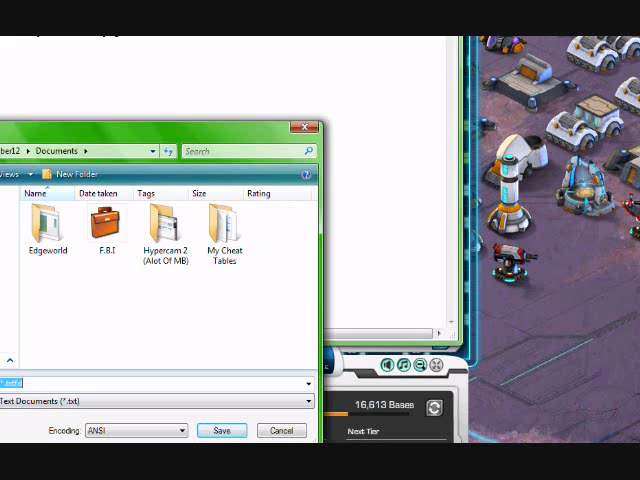 ber12 ▸ Documents ▸
Search
Views
New Folder
Name
Date taken
Tags
Size
Rating
Edgeworld
F.B.I
Hypercam 2
(Alot Of MB)
My Cheat
Tables
Text Documents (*.txt)
Encoding:
ANSI
Save
Cancel
16,613 Bases
Next Tier